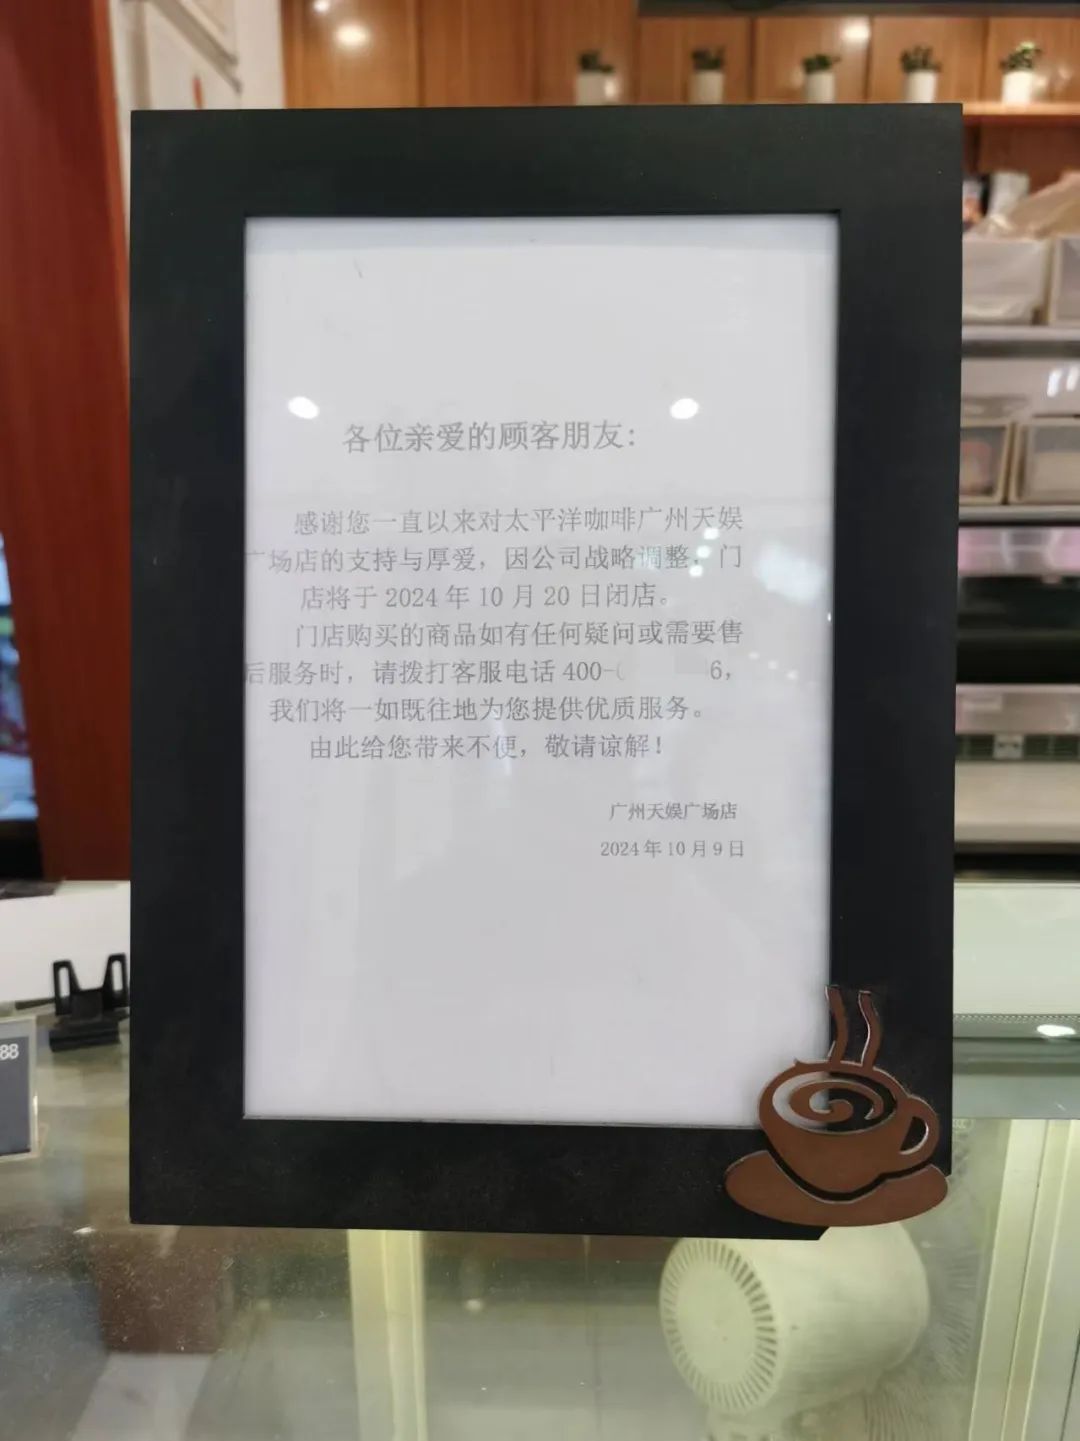 各位亲爱的顾客朋友：
感谢您一直以来对太平洋咖啡广州天娱
广场店的支持与厚爱，因公司战略调整，门
店将于 2024 年 10 月 20 日闭店。
门店购买的商品如有任何疑问或需要售
后服务时，请拨打客服电话 400-6，
我们将一如既往地为您提供优质服务。
由此给您带来不便，敬请谅解！
广州天娱广场店
2024 年 10 月 9 日
88